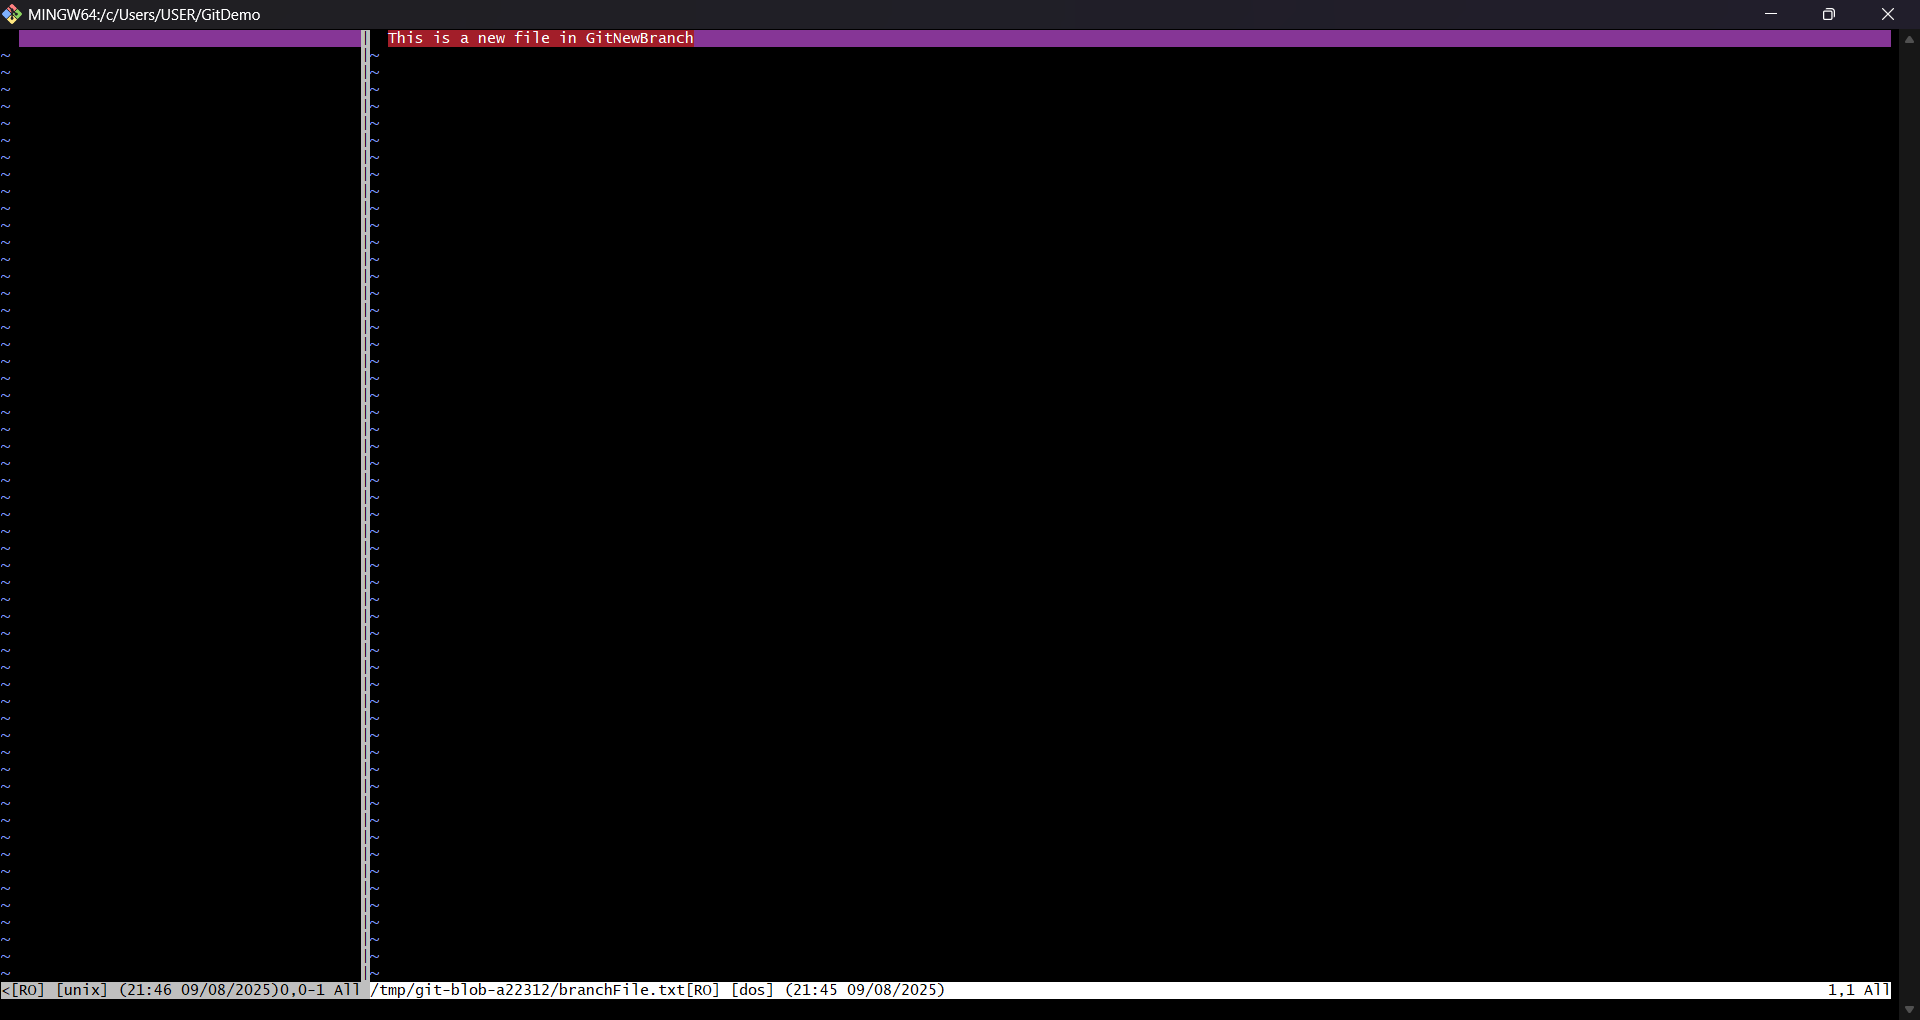 MINGW64:/c/Users/USER/GitDemo
This is a new file in GitNewBranch
<[RO] [unix] (21:46 09/08/2025)0,0-1 All /tmp/git-blob-a22312/branchFile.txt[RO] [dos] (21:45 09/08/2025) 1,1 All